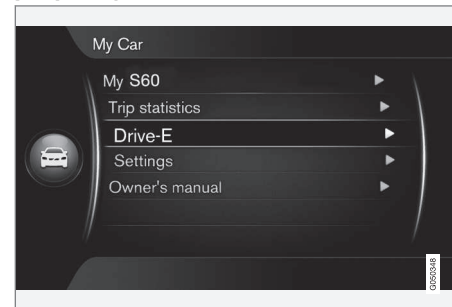 My Car
My S60
Trip statistics
Drive-E
Settings
Owner's manual
G050348